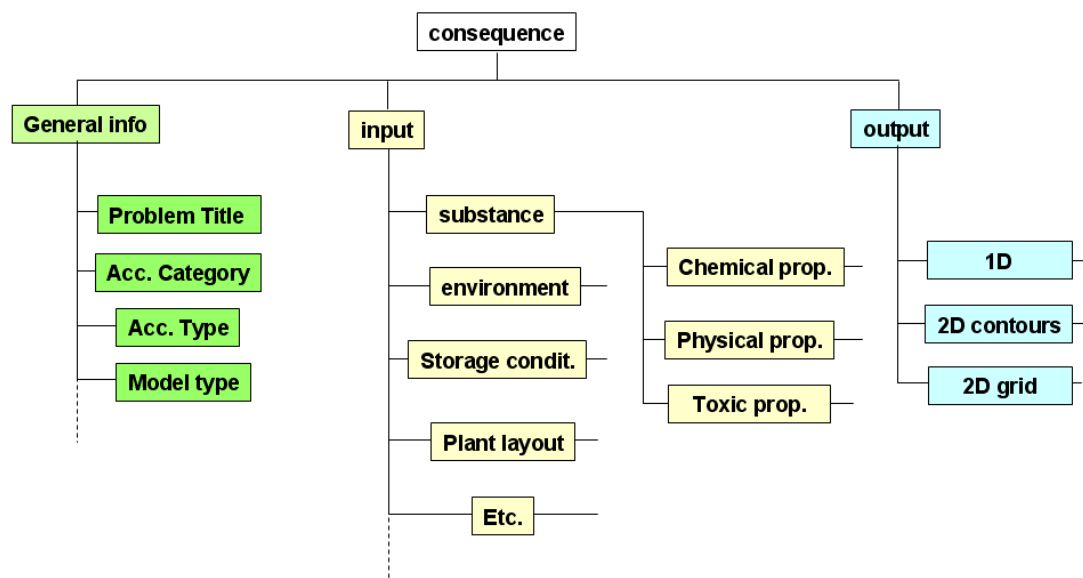 consequence
General info
input
output
Problem Title
substance
Acc. Category
Chemical prop.
1D
environment
Acc. Type
Physical prop.
2D contours
Storage condit.
Model type
Toxic prop.
2D grid
Plant layout
Etc.